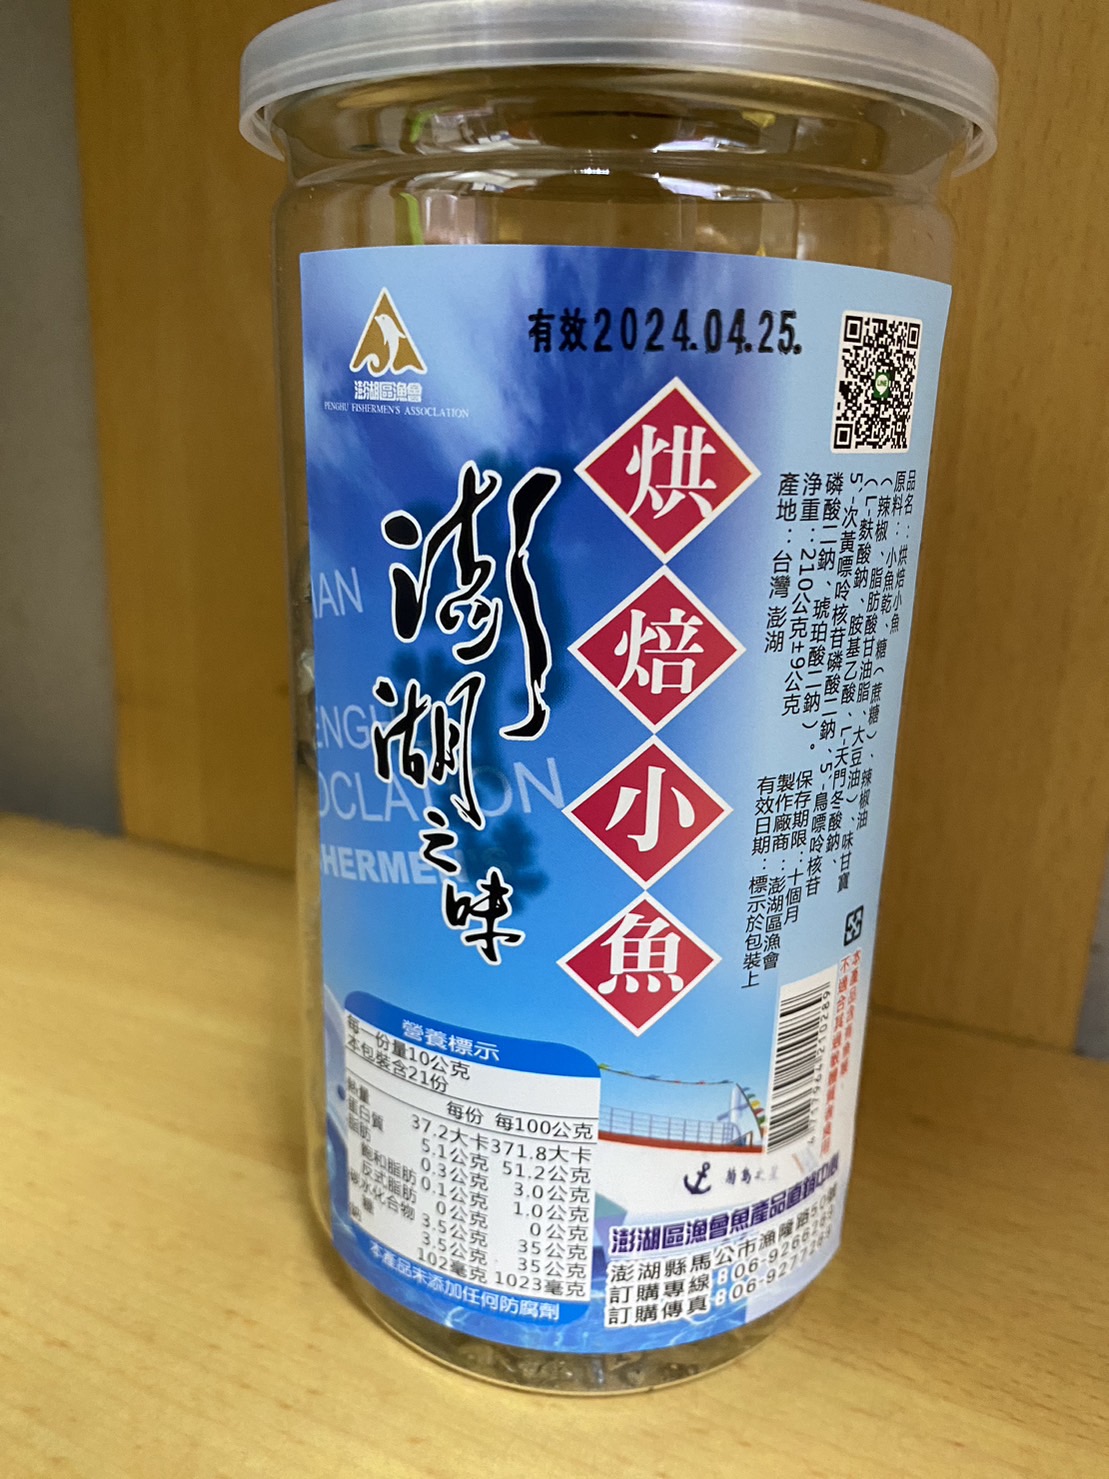 有效2024.04.25.
澎湖區漁會
PENGHU FISHERMEN'S ASSOCLATION
LINE
烘焙小魚
澎湖之味
品名：烘焙小魚
原料：小魚乾、糖（蔗糖）、辣椒油
（辣椒、脂肪酸甘油脂、大豆油）、味甘寶
（L-麩酸鈉、胺基乙酸、L-天門冬酸鈉、
5、-次黃嘌呤核苷磷酸二鈉、5、-鳥嘌呤核苷
磷酸二鈉、琥珀酸二鈉）。
淨重：210公克±9公克
產地：台灣 澎湖
保存期限：十個月
製作廠商：澎湖區漁會
有效日期：標示於包裝上
IAN
ENGH
OCLATION
HERMEN
營養標示
每一份量10公克
本包裝含21份
每份 每100公克
熱量 37.2大卡 371.8大卡
蛋白質 5.1公克 51.2公克
脂肪 0.3公克 3.0公克
飽和脂肪 0.1公克 1.0公克
反式脂肪 0公克 0公克
碳水化合物 3.5公克 35公克
糖 3.5公克 35公克
鈉 102毫克 1023毫克
本產品未添加任何防腐劑
菊島之星
澎湖區漁會魚產品直銷中心
澎湖縣馬公市漁隆路50號
訂購專線：06-9266289
訂購傳真：06-9277289